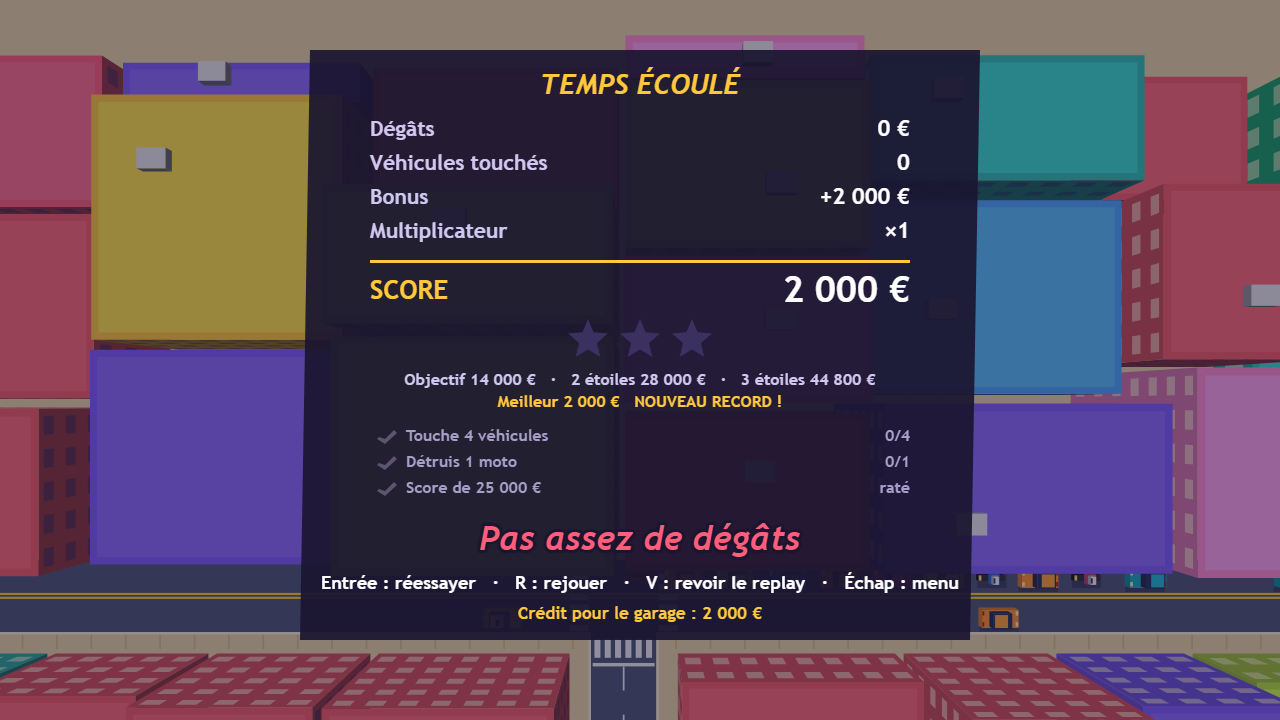 TEMPS ÉCOULÉ
Dégâts 0 €
Véhicules touchés 0
Bonus +2 000 €
Multiplicateur ×1
SCORE 2 000 €
Objectif 14 000 € · 2 étoiles 28 000 € · 3 étoiles 44 800 €
Meilleur 2 000 € NOUVEAU RECORD !
Touche 4 véhicules 0/4
Détruis 1 moto 0/1
Score de 25 000 € raté
Pas assez de dégâts
Entrée : réessayer · R : rejouer · V : revoir le replay · Échap : menu
Crédit pour le garage : 2 000 €